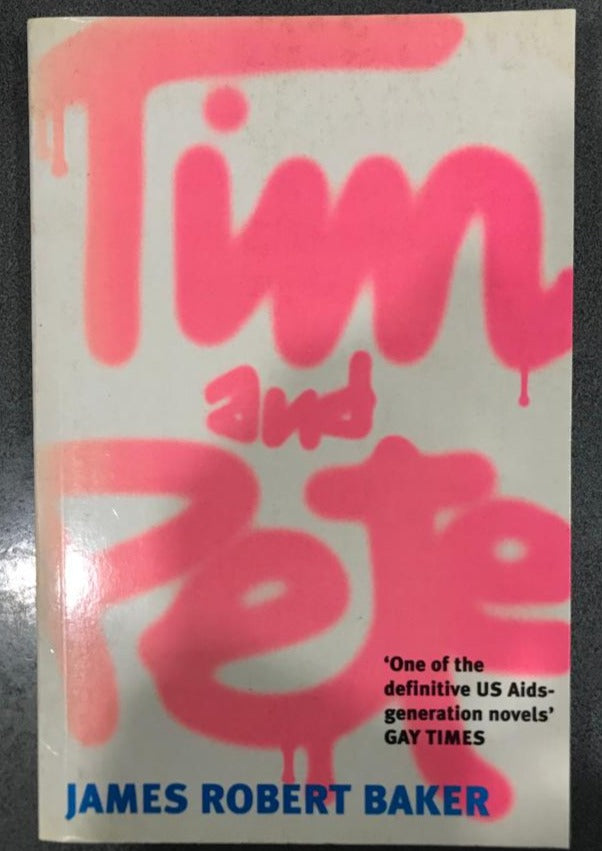 Tim
and
Pete
'One of the
definitive US Aids-
generation novels'
GAY TIMES
JAMES ROBERT BAKER